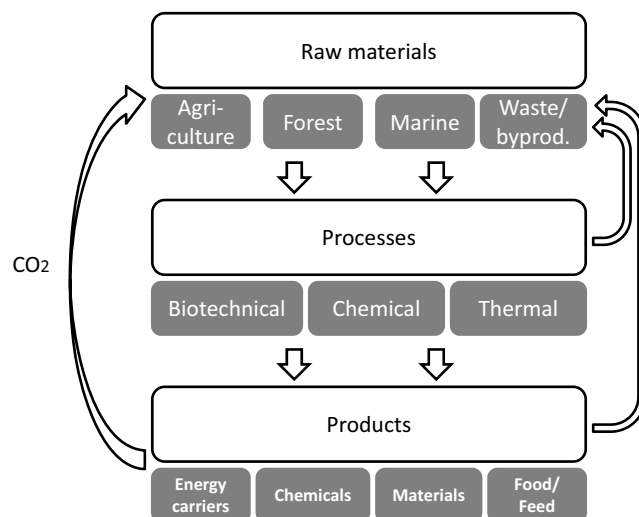 Raw materials
Agri-
culture
Forest
Marine
Waste/
byprod.
CO2
Processes
Biotechnical
Chemical
Thermal
Products
Energy
carriers
Chemicals
Materials
Food/
Feed